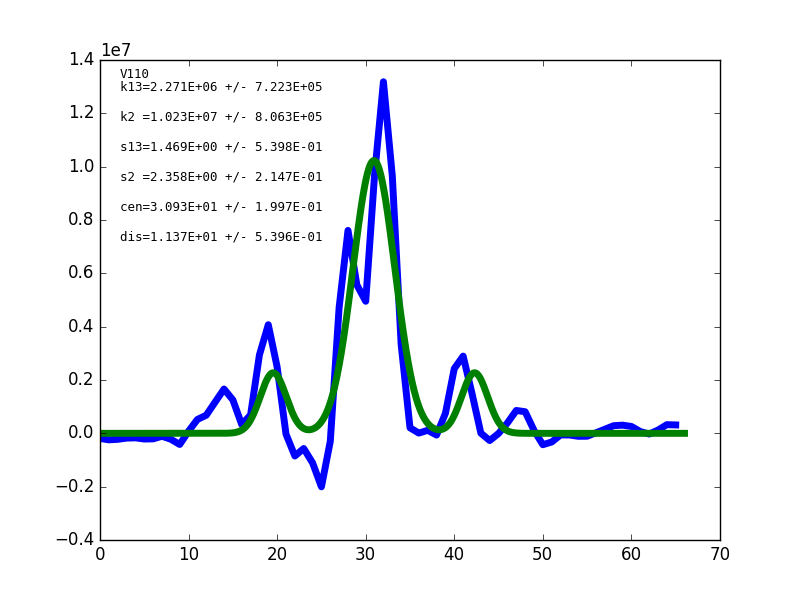 1e7
V110
k13=2.271E+06 +/- 7.223E+05
k2 =1.023E+07 +/- 8.063E+05
s13=1.469E+00 +/- 5.398E-01
s2 =2.358E+00 +/- 2.147E-01
cen=3.093E+01 +/- 1.997E-01
dis=1.137E+01 +/- 5.396E-01
1.4
1.2
1.0
0.8
0.6
0.4
0.2
0.0
−0.2
−0.4
0 10 20 30 40 50 60 70